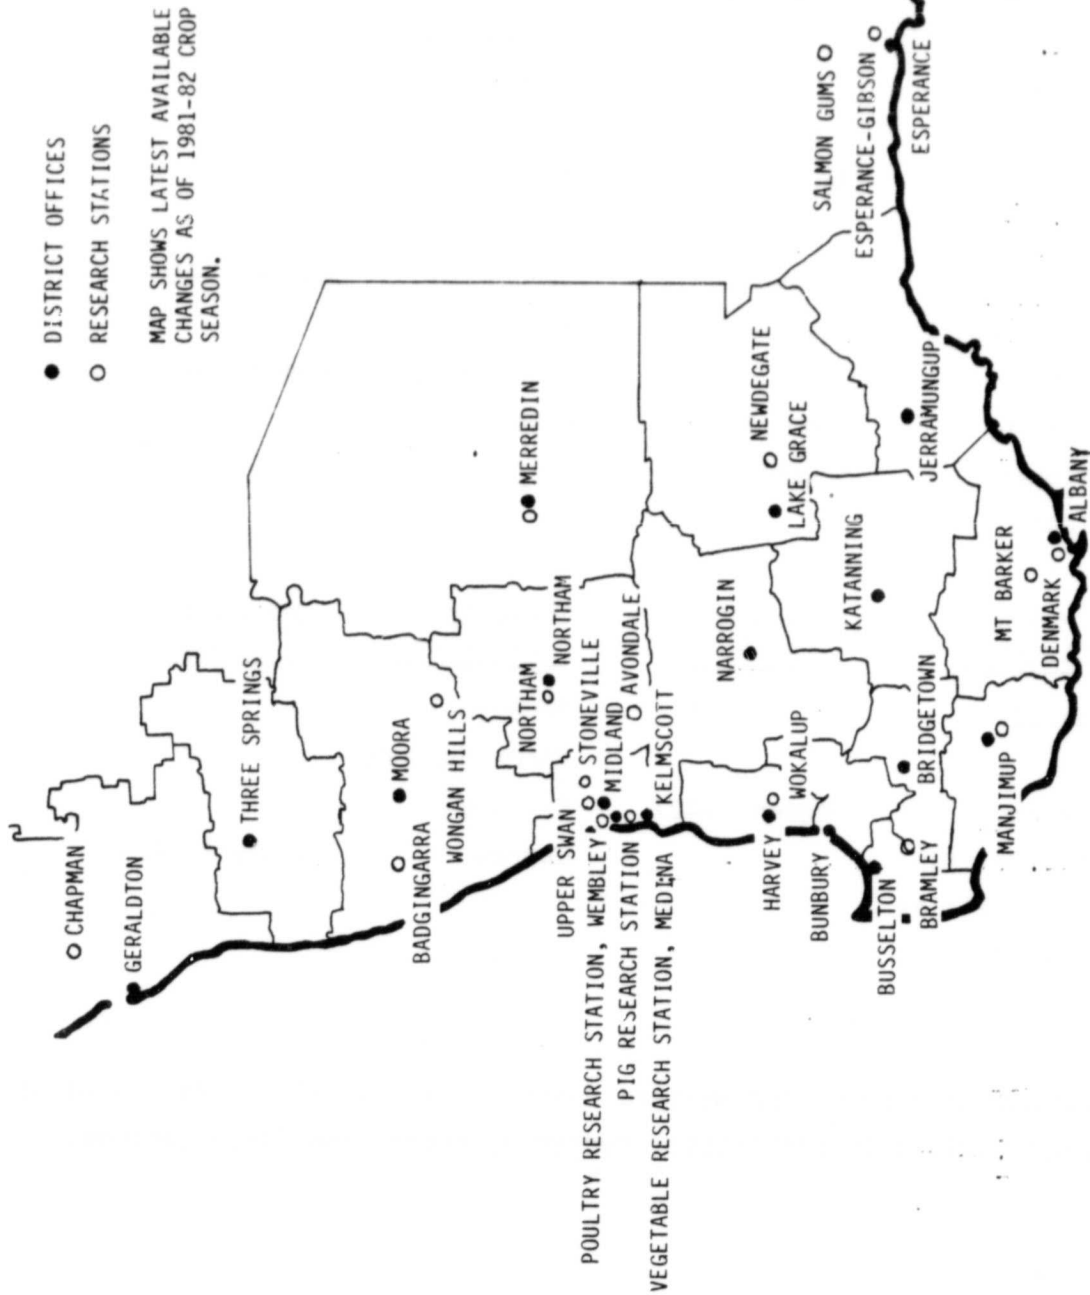 ● DISTRICT OFFICES
○ RESEARCH STATIONS
MAP SHOWS LATEST AVAILABLE
CHANGES AS OF 1981-82 CROP
SEASON.
CHAPMAN
GERALDTON
THREE SPRINGS
MOORA
BADGINGARRA
WONGAN HILLS
MERREDIN
NORTHAM
NORTHAM
UPPER SWAN
STONEVILLE
POULTRY RESEARCH STATION, WEMBLEY
MIDLAND
PIG RESEARCH STATION
AVONDALE
VEGETABLE RESEARCH STATION, MEDINA
KELMSCOTT
NARROGIN
NEWDEGATE
LAKE GRACE
HARVEY
WOKALUP
BUNBURY
KATANNING
SALMON GUMS
ESPERANCE-GIBSON
ESPERANCE
JERRAMUNGUP
BUSSELTON
BRAMLEY
BRIDGETOWN
MANJIMUP
MT BARKER
DENMARK
ALBANY